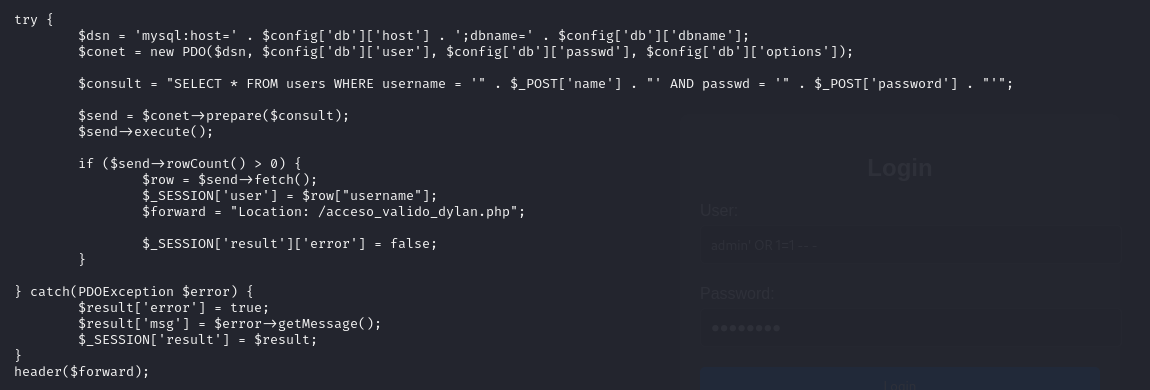 try {
        $dsn = 'mysql:host=' . $config['db']['host'] . ';dbname=' . $config['db']['dbname'];
        $conet = new PDO($dsn, $config['db']['user'], $config['db']['passwd'], $config['db']['options']);

        $consult = "SELECT * FROM users WHERE username = '" . $_POST['name'] . "' AND passwd = '" . $_POST['password'] . "'";

        $send = $conet->prepare($consult);
        $send->execute();

        if ($send->rowCount() > 0) {
                $row = $send->fetch();
                $_SESSION['user'] = $row["username"];
                $forward = "Location: /acceso_valido_dylan.php";

                $_SESSION['result']['error'] = false;
        }

} catch(PDOException $error) {
        $result['error'] = true;
        $result['msg'] = $error->getMessage();
        $_SESSION['result'] = $result;
}
header($forward);
Login
User:
admin' OR 1=1 -- -
Password:
••••••••
Login